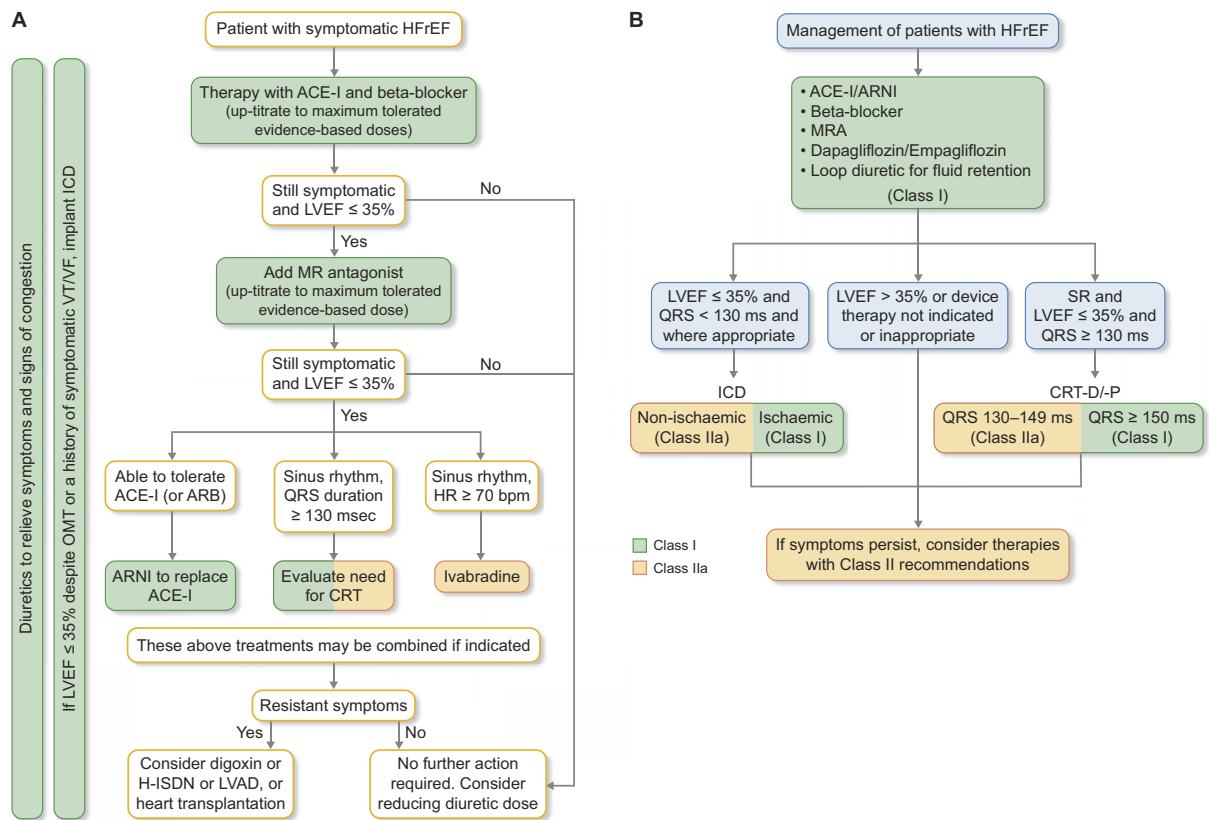 A
Patient with symptomatic HFrEF
Diuretics to relieve symptoms and signs of congestion
If LVEF ≤ 35% despite OMT or a history of symptomatic VT/VF, implant ICD
Therapy with ACE-I and beta-blocker
(up-titrate to maximum tolerated
evidence-based doses)
Still symptomatic
and LVEF ≤ 35%
No
Yes
Add MR antagonist
(up-titrate to maximum tolerated
evidence-based dose)
Still symptomatic
and LVEF ≤ 35%
No
Yes
Able to tolerate
ACE-I (or ARB)
Sinus rhythm,
QRS duration
≥ 130 msec
Sinus rhythm,
HR ≥ 70 bpm
ARNI to replace
ACE-I
Evaluate need
for CRT
Ivabradine
These above treatments may be combined if indicated
Resistant symptoms
Yes
No
Consider digoxin or
H-ISDN or LVAD, or
heart transplantation
No further action
required. Consider
reducing diuretic dose
B
Management of patients with HFrEF
• ACE-I/ARNI
• Beta-blocker
• MRA
• Dapagliflozin/Empagliflozin
• Loop diuretic for fluid retention
(Class I)
LVEF ≤ 35% and
QRS < 130 ms and
where appropriate
LVEF > 35% or device
therapy not indicated
or inappropriate
SR and
LVEF ≤ 35% and
QRS ≥ 130 ms
ICD
Non-ischaemic
(Class IIa)
Ischaemic
(Class I)
CRT-D/-P
QRS 130–149 ms
(Class IIa)
QRS ≥ 150 ms
(Class I)
If symptoms persist, consider therapies
with Class II recommendations
Class I
Class IIa